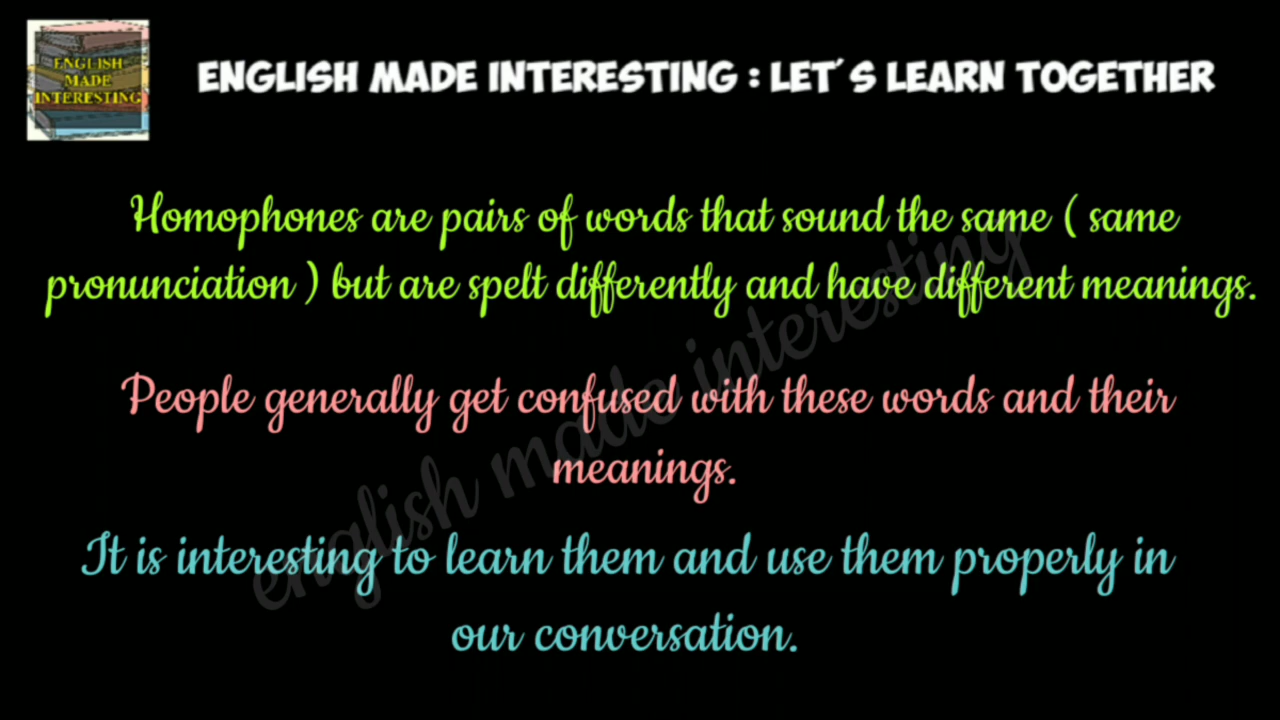 ENGLISH
MADE
INTERESTING
ENGLISH MADE INTERESTING : LET´S LEARN TOGETHER
Homophones are pairs of words that sound the same ( same
pronunciation ) but are spelt differently and have different meanings.
People generally get confused with these words and their
meanings.
It is interesting to learn them and use them properly in
our conversation.
english made interesting